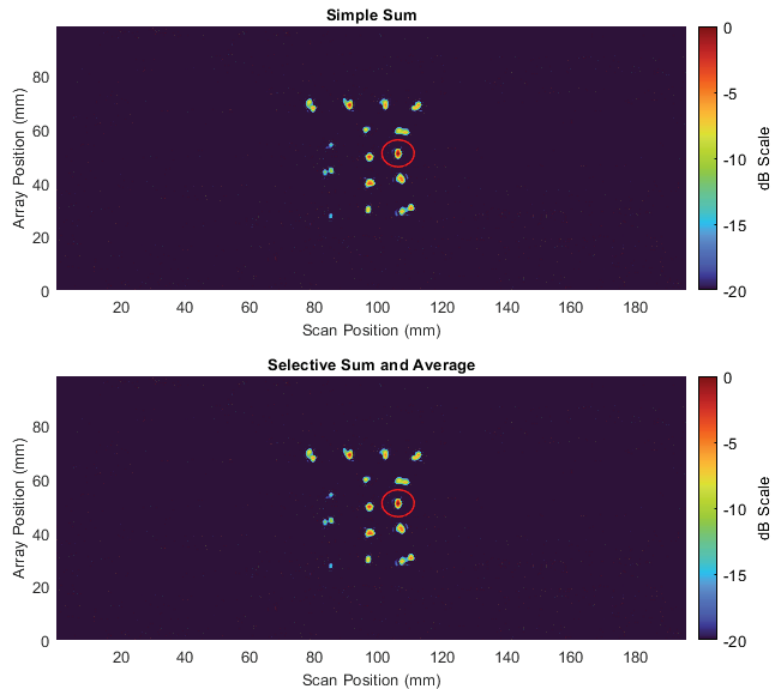 Simple Sum
Array Position (mm)
80
60
40
20
0
20 40 60 80 100 120 140 160 180
Scan Position (mm)
0
-5
-10
-15
-20
dB Scale
Selective Sum and Average
Array Position (mm)
80
60
40
20
0
20 40 60 80 100 120 140 160 180
Scan Position (mm)
0
-5
-10
-15
-20
dB Scale